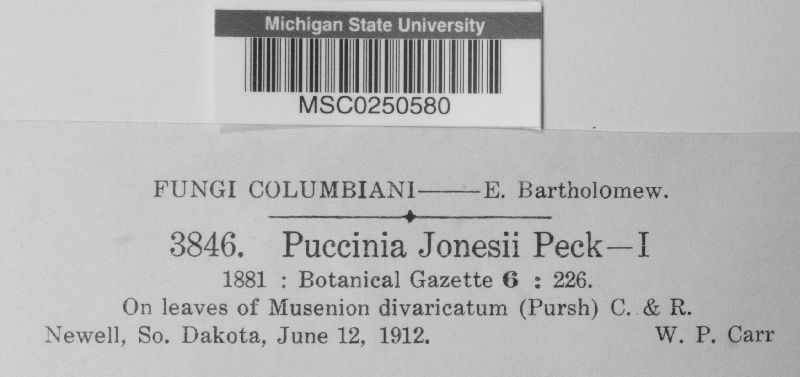 Michigan State University
MSC0250580
FUNGI COLUMBIANI——E. Bartholomew.
3846. Puccinia Jonesii Peck—I
1881 : Botanical Gazette 6 : 226.
On leaves of Musenion divaricatum (Pursh) C. & R.
Newell, So. Dakota, June 12, 1912. W. P. Carr